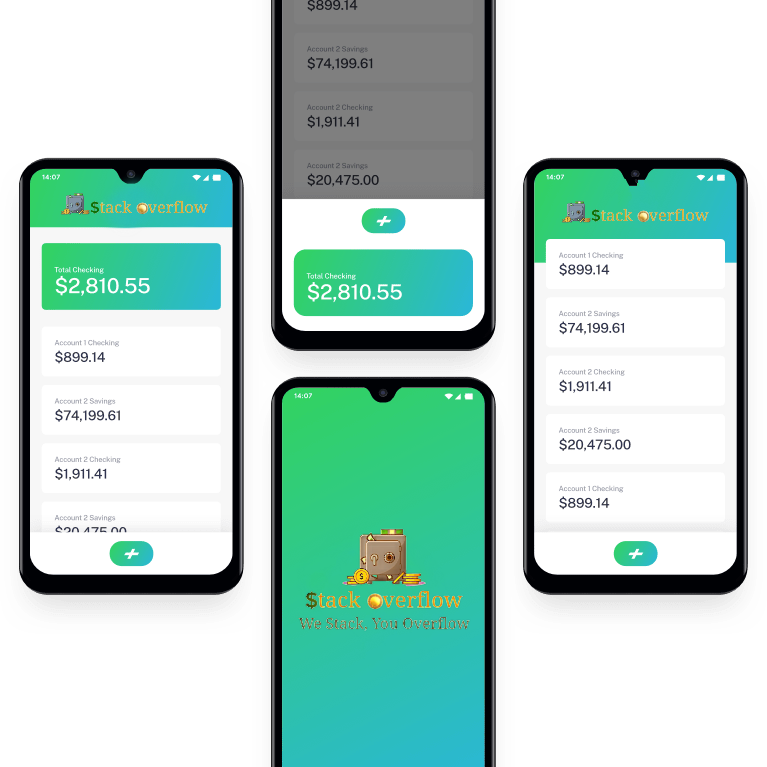 14:07
$tack Overflow
Total Checking
$2,810.55
Account 1 Checking
$899.14
Account 2 Savings
$74,199.61
Account 2 Checking
$1,911.41
Account 2 Savings
$20,475.00
$899.14
Account 2 Savings
$74,199.61
Account 2 Checking
$1,911.41
Account 2 Savings
$20,475.00
Total Checking
$2,810.55
14:07
$tack Overflow
We Stack, You Overflow
14:07
$tack Overflow
Account 1 Checking
$899.14
Account 2 Savings
$74,199.61
Account 2 Checking
$1,911.41
Account 2 Savings
$20,475.00
Account 1 Checking
$899.14